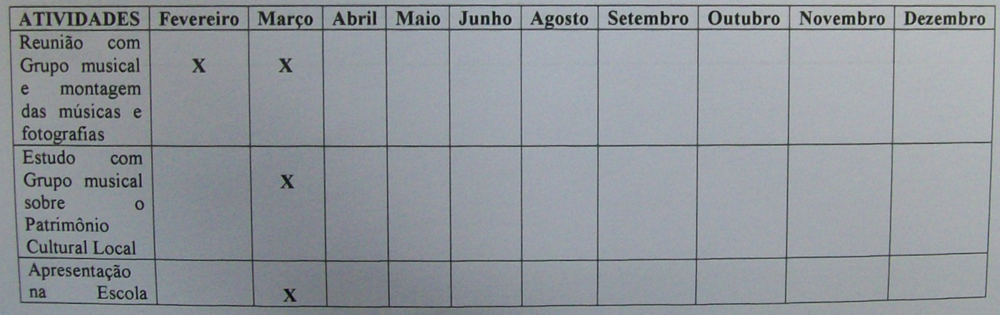 ATIVIDADES Fevereiro Março Abril Maio Junho Agosto Setembro Outubro Novembro Dezembro
Reunião com
Grupo musical X X
e montagem
das músicas e
fotografias
Estudo com
Grupo musical X
sobre o
Patrimônio
Cultural Local
Apresentação
na Escola X